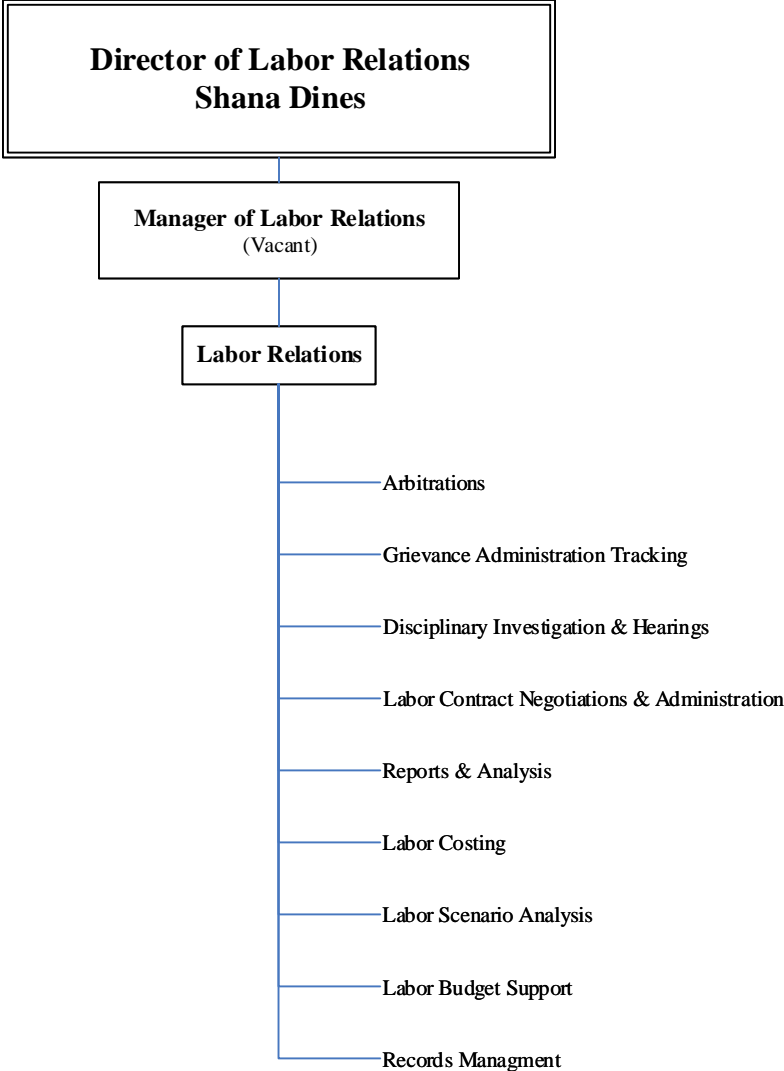 Director of Labor Relations
Shana Dines
Manager of Labor Relations
(Vacant)
Labor Relations
Arbitrations
Grievance Administration Tracking
Disciplinary Investigation & Hearings
Labor Contract Negotiations & Administration
Reports & Analysis
Labor Costing
Labor Scenario Analysis
Labor Budget Support
Records Managment